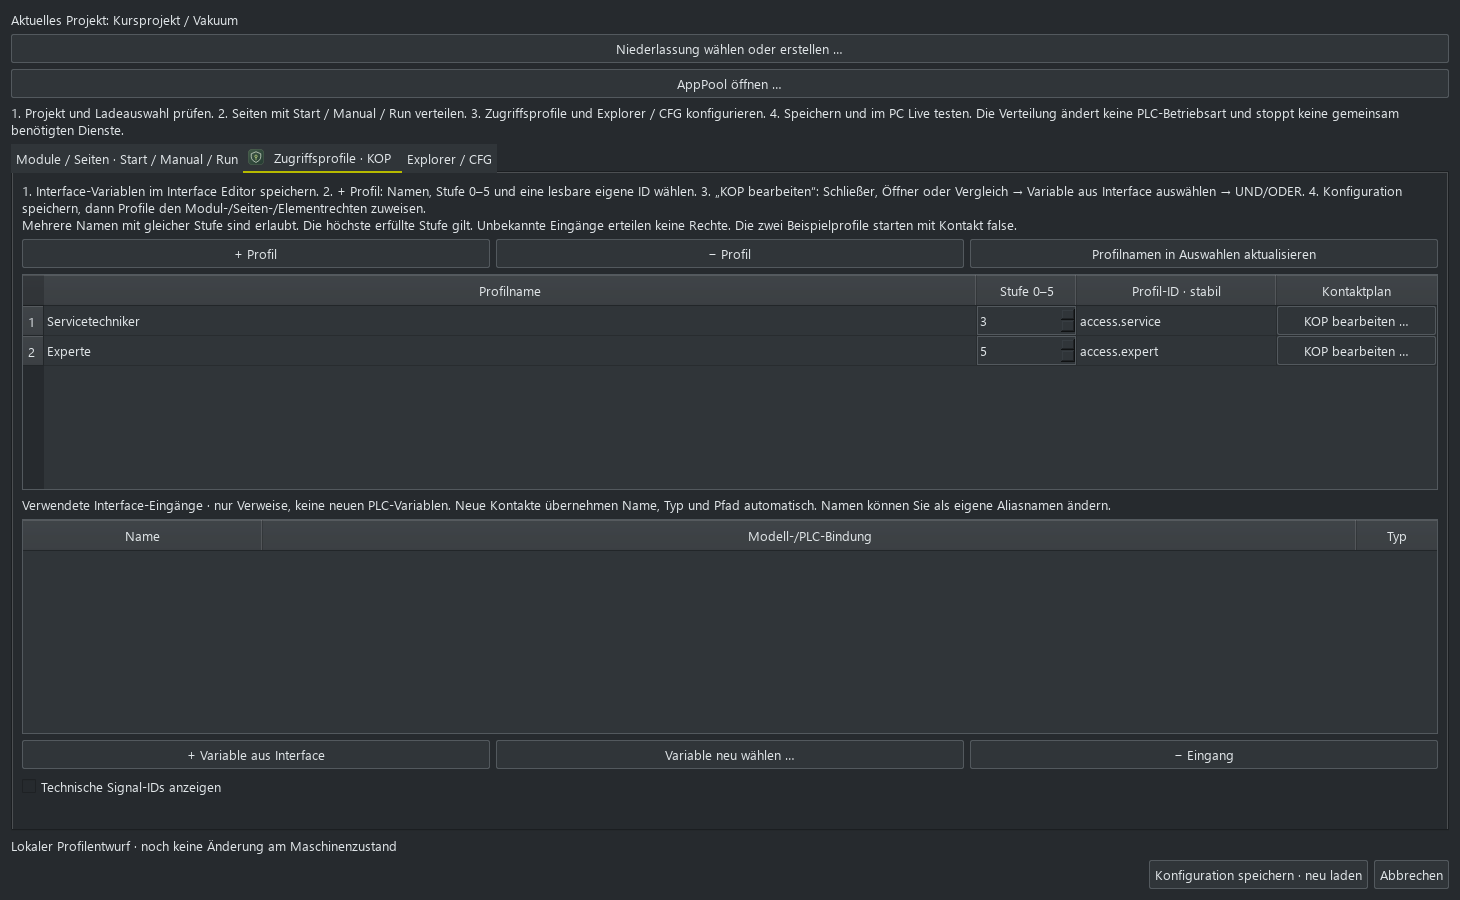 Aktuelles Projekt: Kursprojekt / Vakuum
Niederlassung wählen oder erstellen ...
AppPool öffnen ...
1. Projekt und Ladeauswahl prüfen. 2. Seiten mit Start / Manual / Run verteilen. 3. Zugriffsprofile und Explorer / CFG konfigurieren. 4. Speichern und im PC Live testen. Die Verteilung ändert keine PLC-Betriebsart und stoppt keine gemeinsam
benötigten Dienste.
Module / Seiten · Start / Manual / Run Zugriffsprofile · KOP Explorer / CFG
1. Interface-Variablen im Interface Editor speichern. 2. + Profil: Namen, Stufe 0–5 und eine lesbare eigene ID wählen. 3. „KOP bearbeiten“: Schließer, Öffner oder Vergleich → Variable aus Interface auswählen → UND/ODER. 4. Konfiguration
speichern, dann Profile den Modul-/Seiten-/Elementrechten zuweisen.
Mehrere Namen mit gleicher Stufe sind erlaubt. Die höchste erfüllte Stufe gilt. Unbekannte Eingänge erteilen keine Rechte. Die zwei Beispielprofile starten mit Kontakt false.
+ Profil − Profil Profilnamen in Auswahlen aktualisieren
Profilname Stufe 0–5 Profil-ID · stabil Kontaktplan
1 Servicetechniker 3 access.service KOP bearbeiten ...
2 Experte 5 access.expert KOP bearbeiten ...
Verwendete Interface-Eingänge · nur Verweise, keine neuen PLC-Variablen. Neue Kontakte übernehmen Name, Typ und Pfad automatisch. Namen können Sie als eigene Aliasnamen ändern.
Name Modell-/PLC-Bindung Typ
+ Variable aus Interface Variable neu wählen ... − Eingang
Technische Signal-IDs anzeigen
Lokaler Profilentwurf · noch keine Änderung am Maschinenzustand
Konfiguration speichern · neu laden Abbrechen